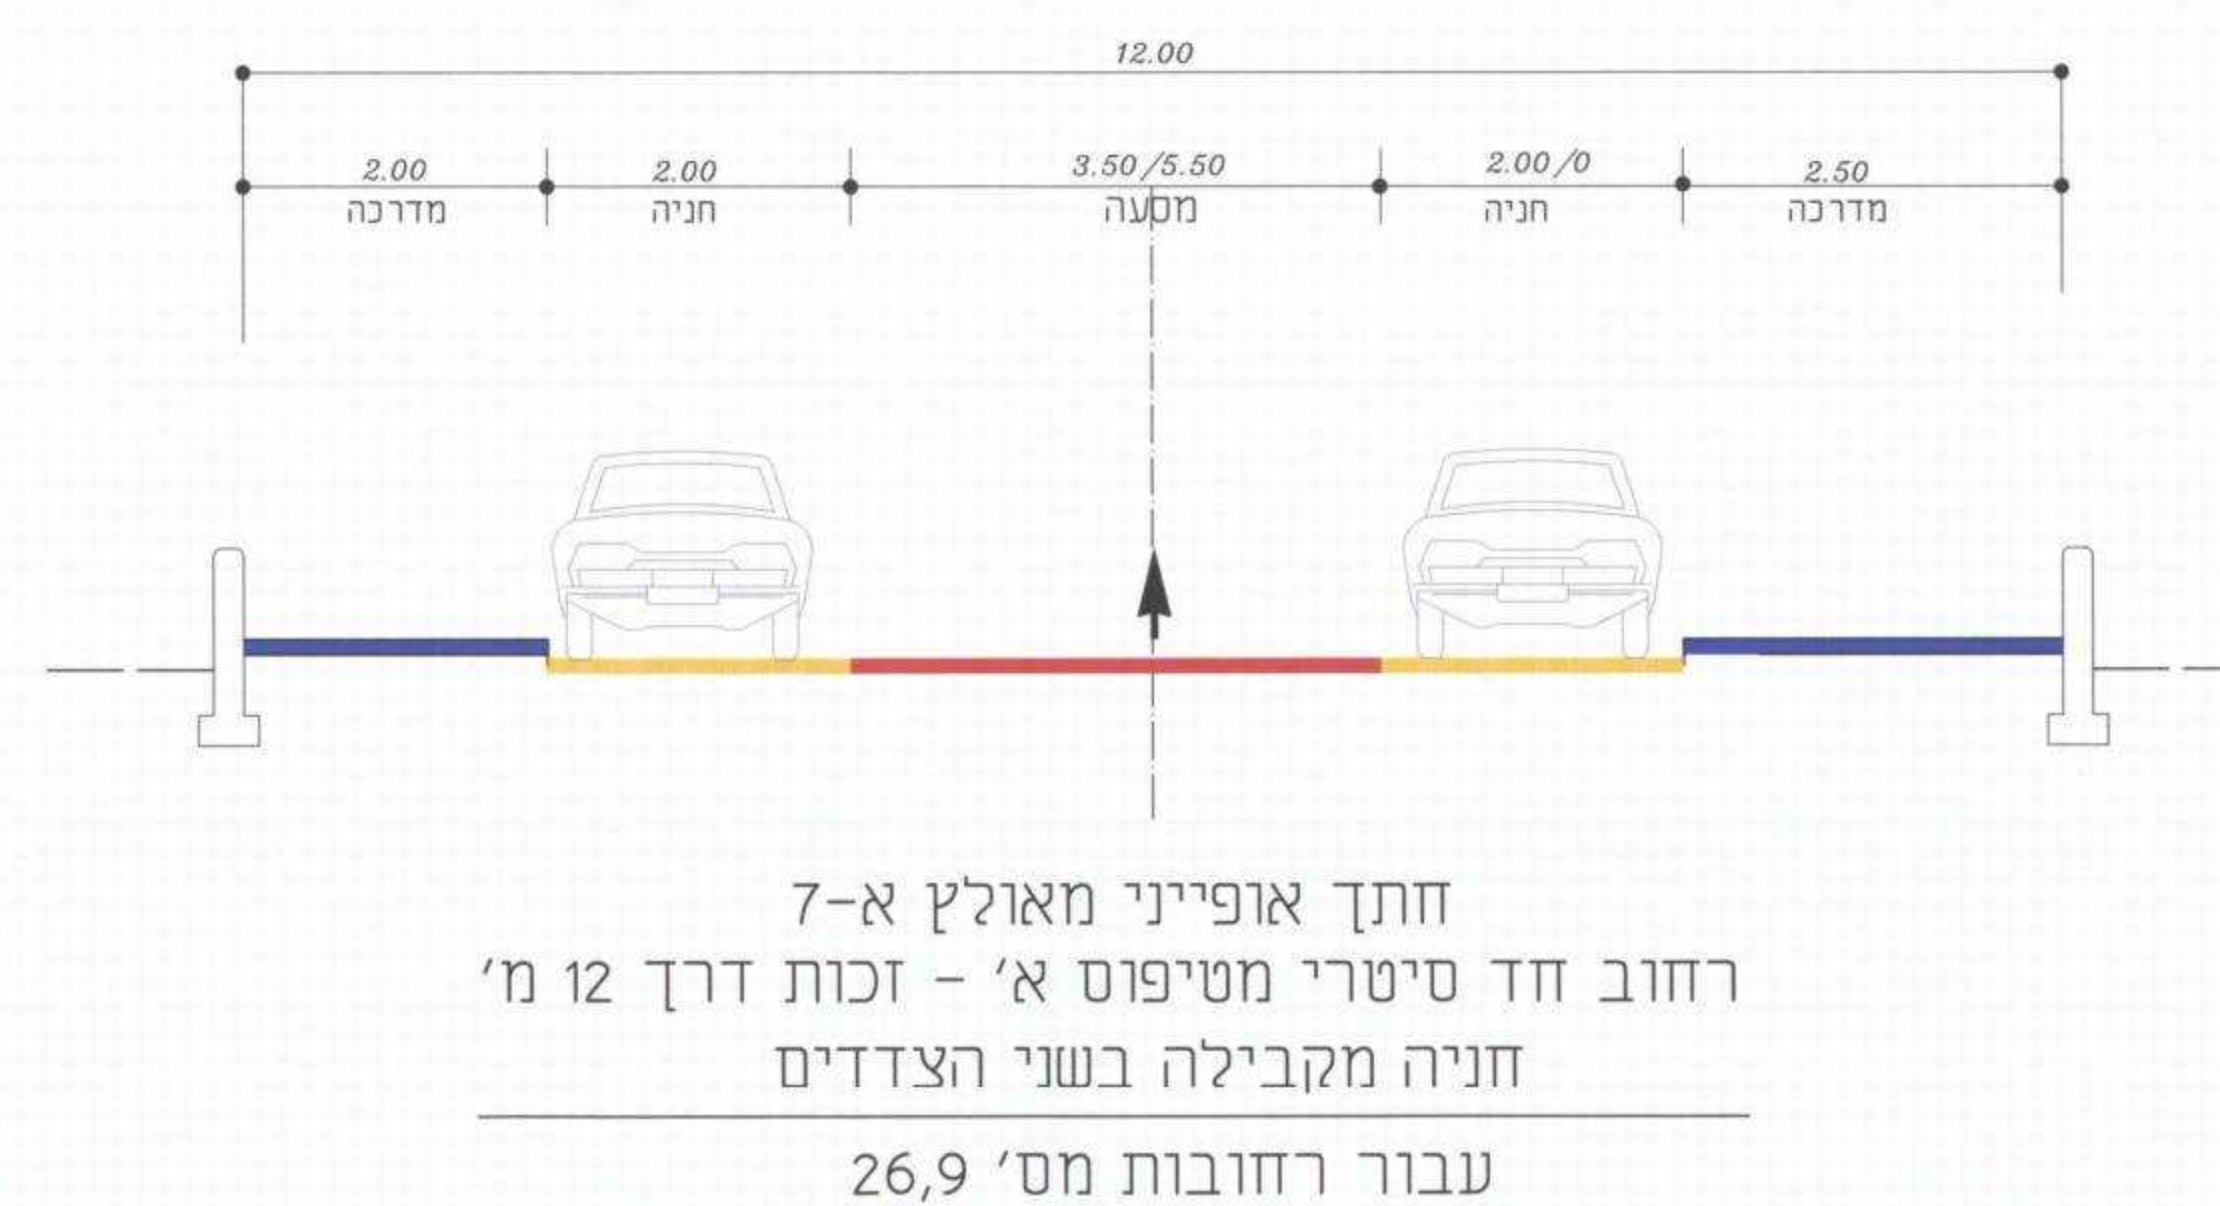 12.00
2.00 2.00 3.50/5.50 2.00/0 2.50
מדרכה חניה מסעה חניה מדרכה
חתך אופייני מאולץ א-7
רחוב חד סיטרי מטיפוס א' - זכות דרך 12 מ'
חניה מקבילה בשני הצדדים
עבור רחובות מס' 26,9